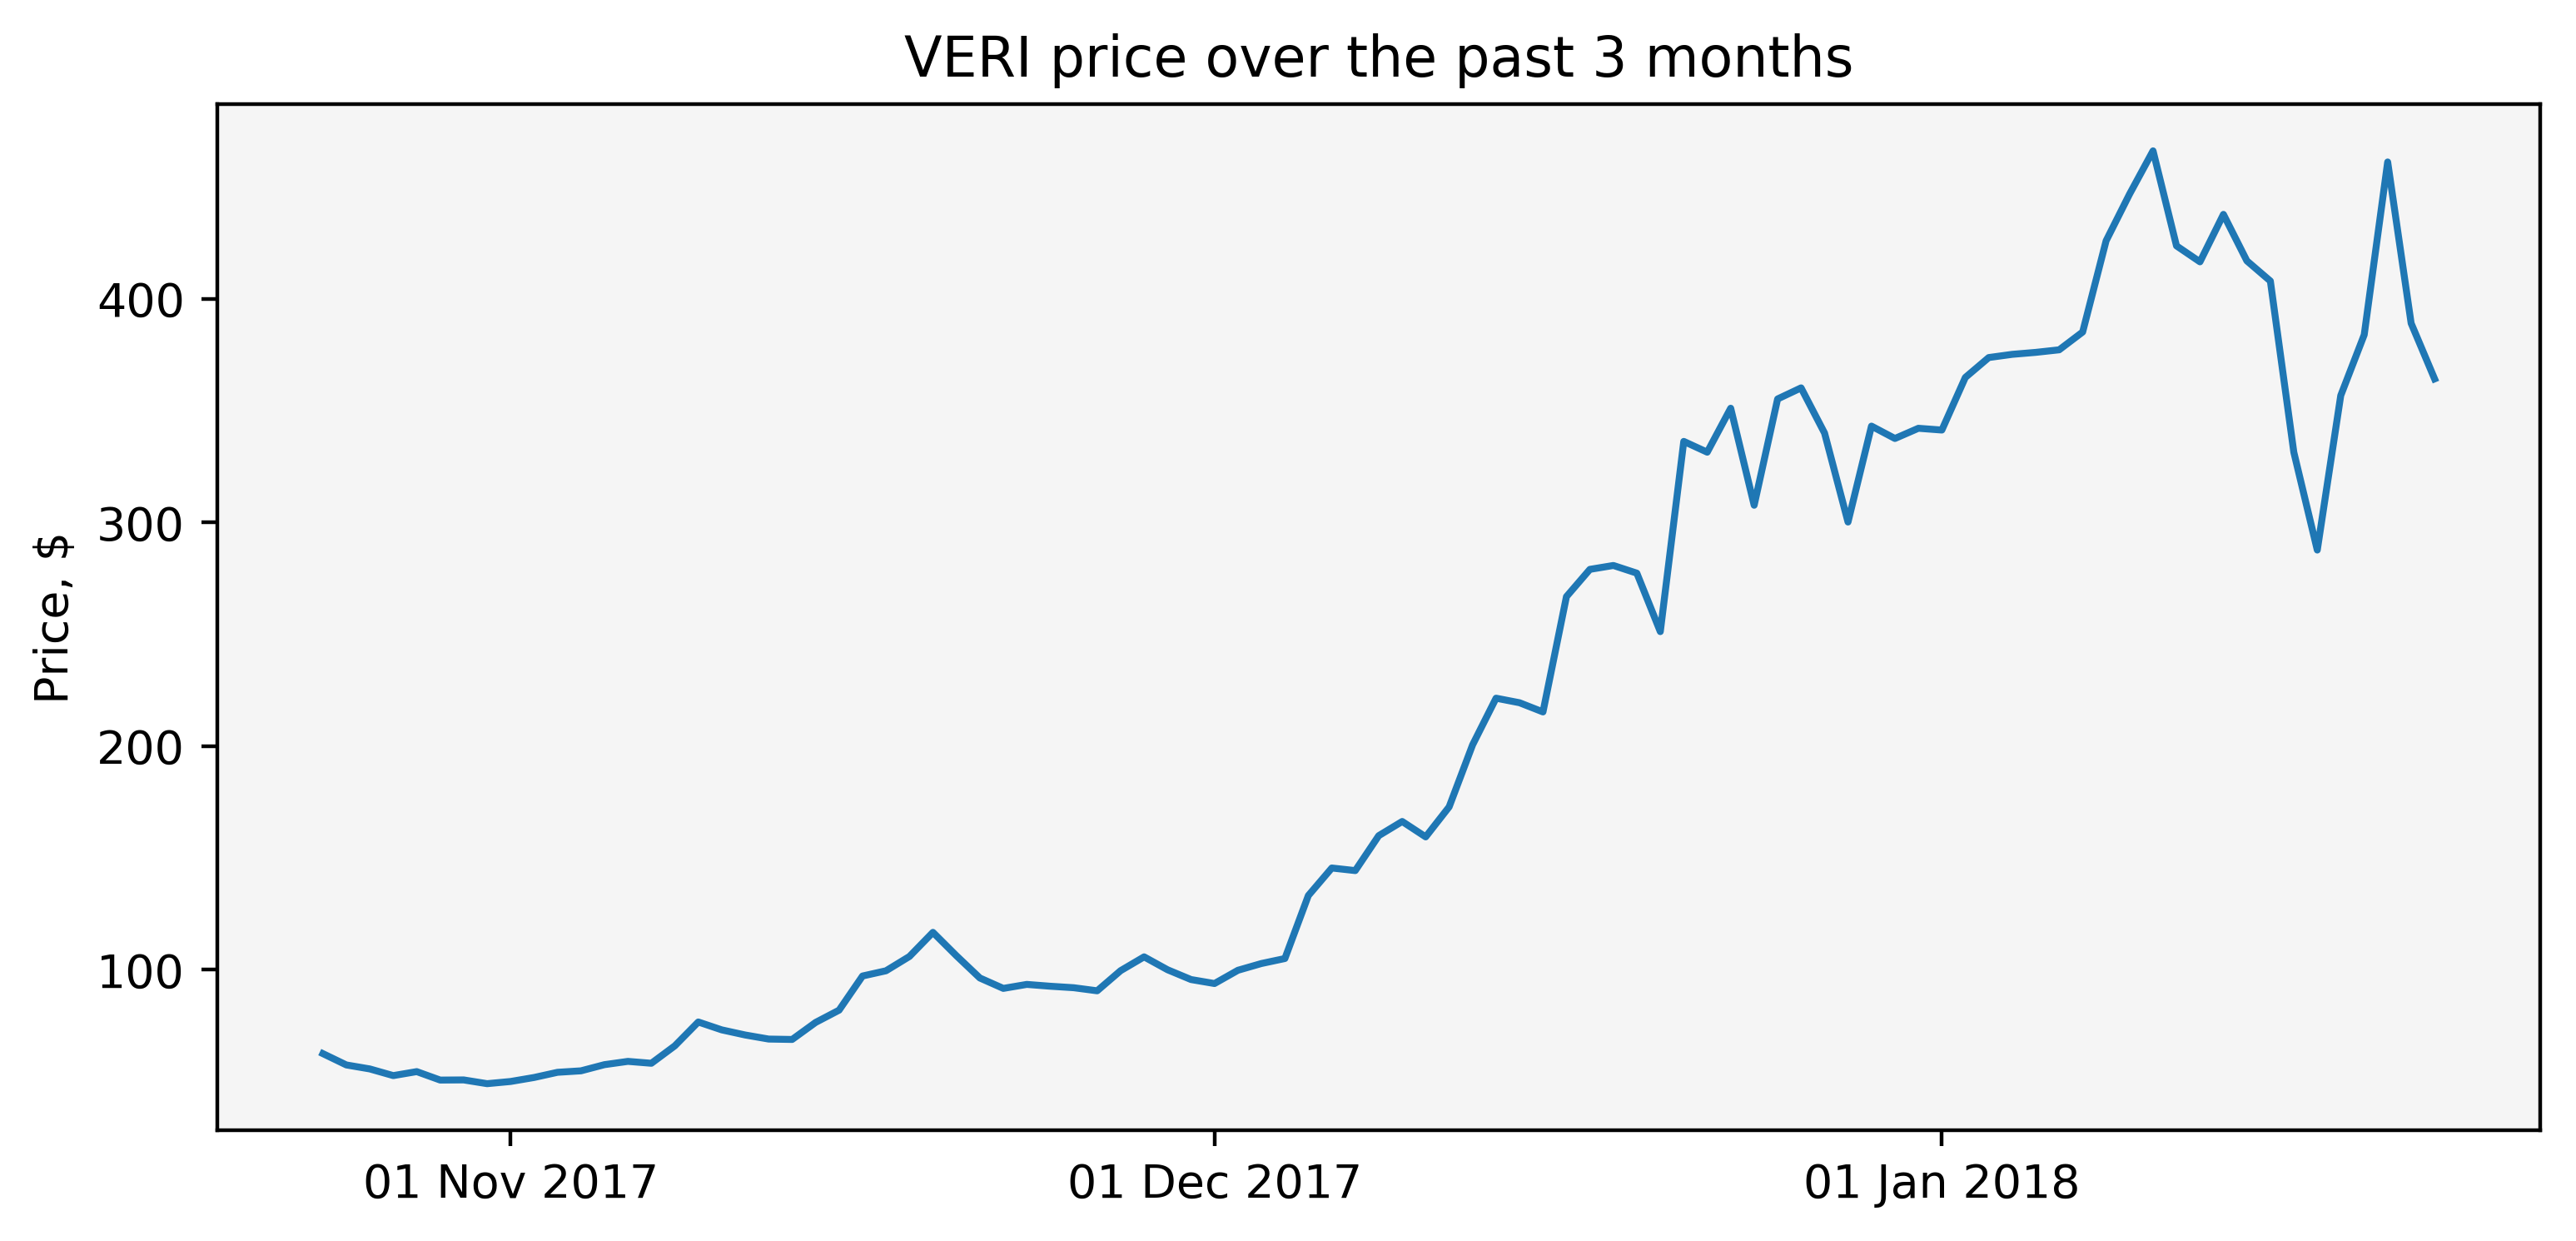 VERI price over the past 3 months
Price, $
400
300
200
100
01 Nov 2017
01 Dec 2017
01 Jan 2018